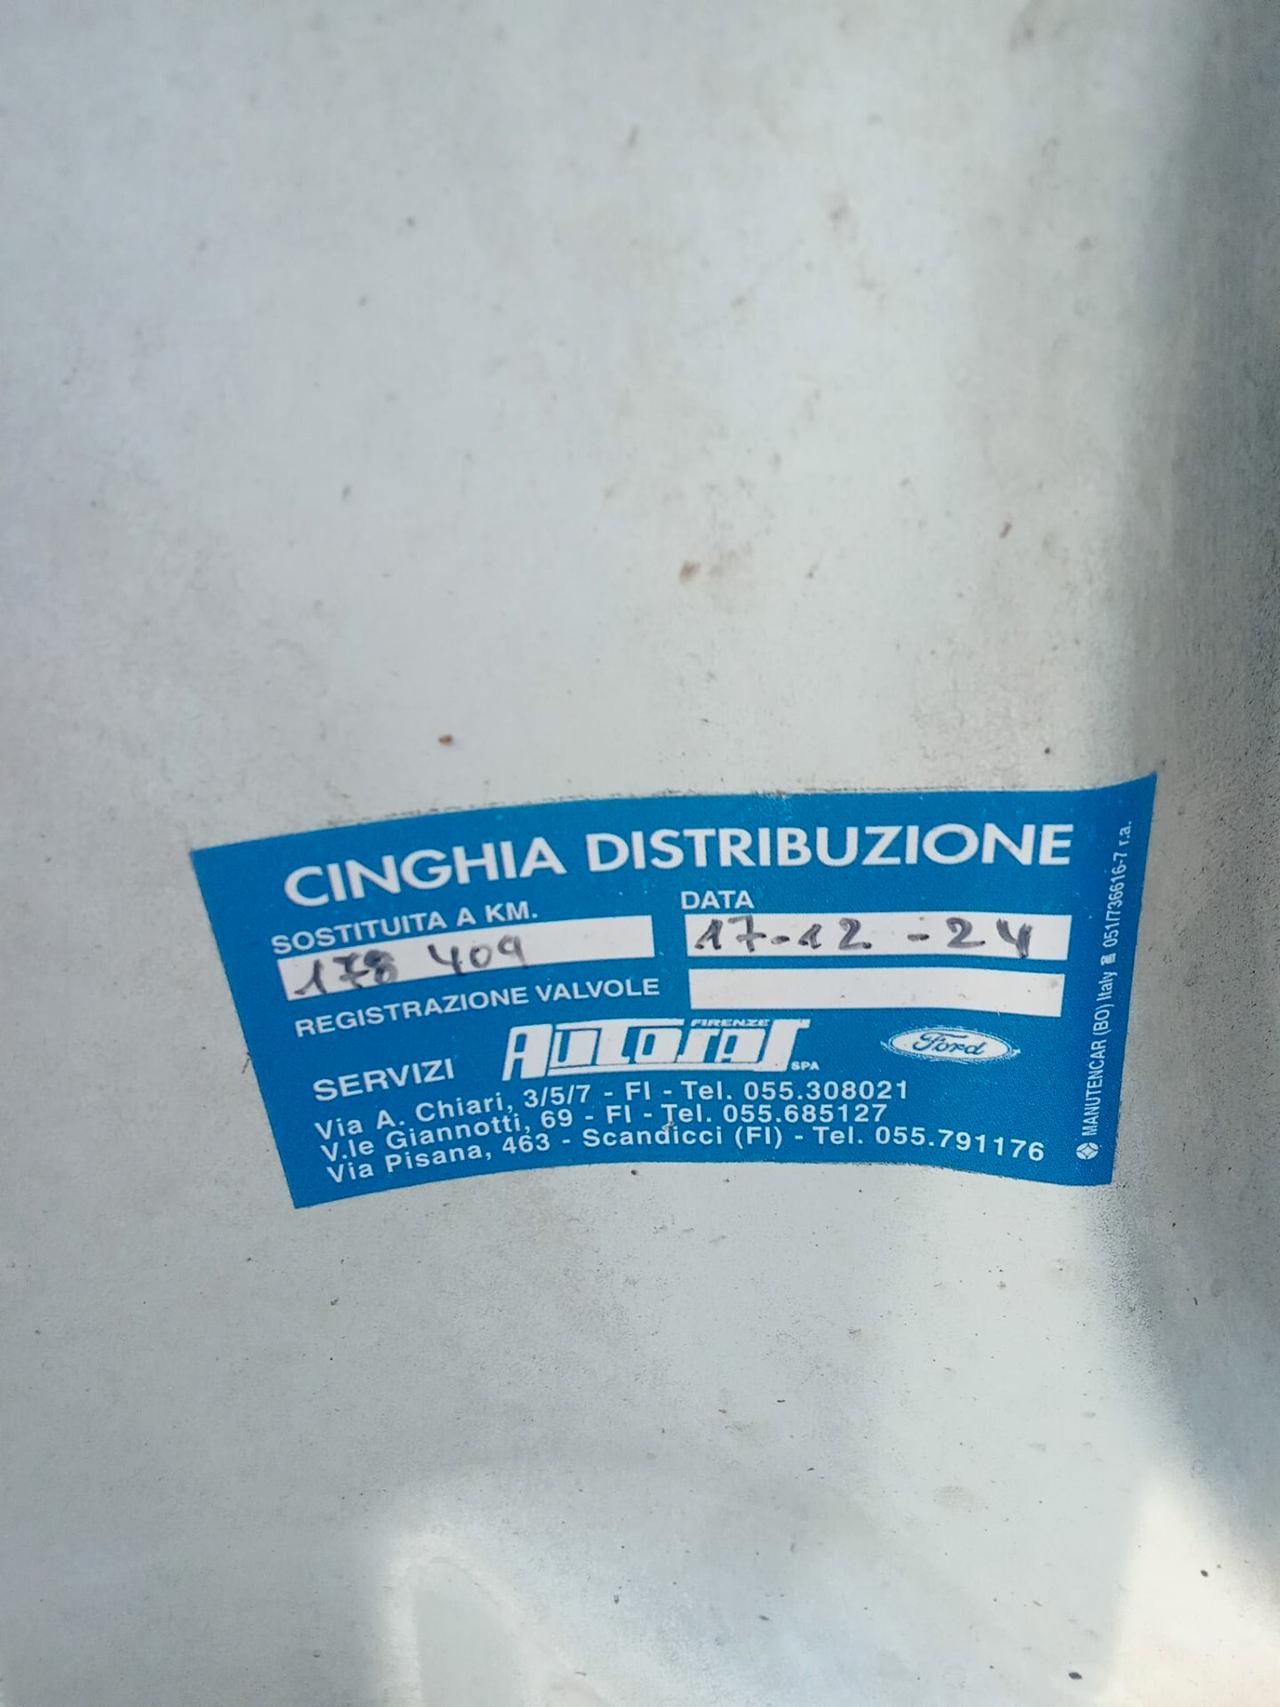 CINGHIA DISTRIBUZIONE
SOSTITUITA A KM. DATA
178 409 17-12-24
REGISTRAZIONE VALVOLE
SERVIZI AUTOSAS FIRENZE SPA Ford
Via A. Chiari, 3/5/7 - FI - Tel. 055.308021
V.le Giannotti, 69 - FI - Tel. 055.685127
Via Pisana, 463 - Scandicci (FI) - Tel. 055.791176
MANUTENCAR (BO) Italy ☎ 051/736616-7 r.a.